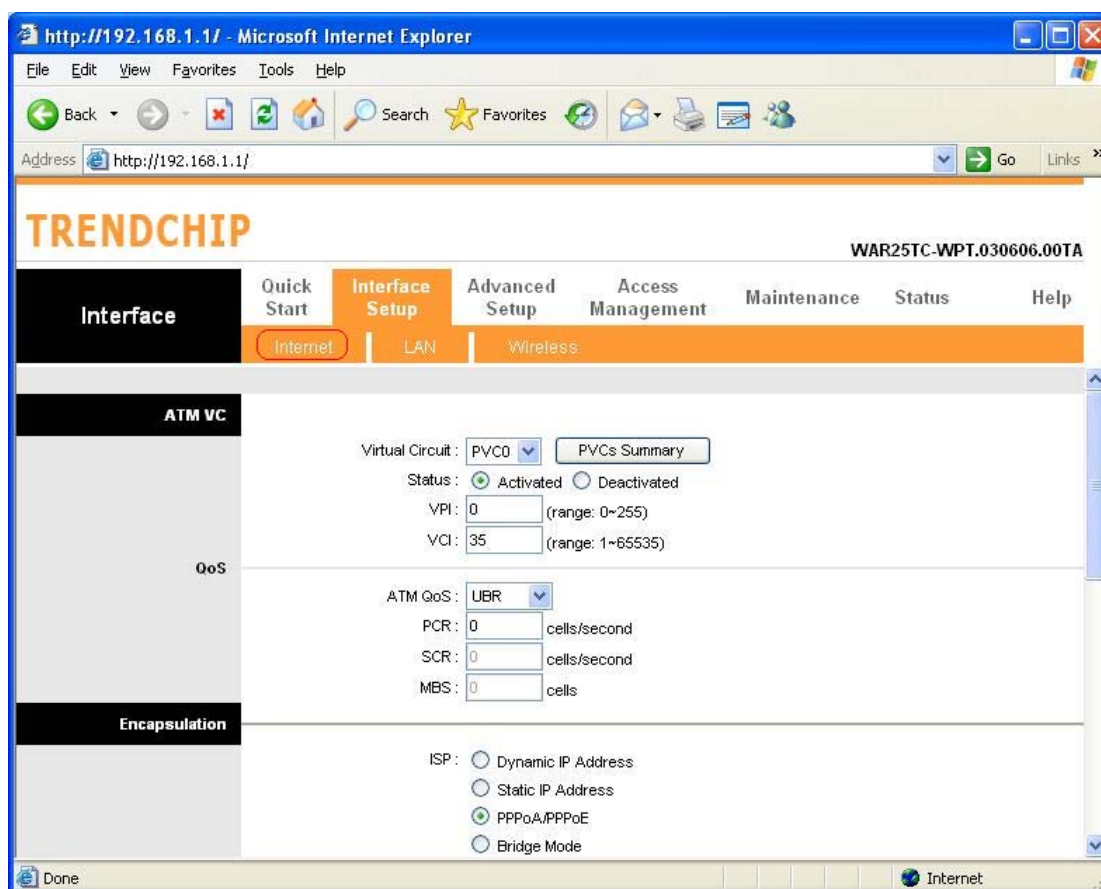 http://192.168.1.1/ - Microsoft Internet Explorer
File Edit View Favorites Tools Help
Back Search Favorites
Address http://192.168.1.1/ Go Links »
TRENDCHIP
WAR25TC-WPT.030606.00TA
Interface
Quick Start
Interface Setup
Advanced Setup
Access Management
Maintenance
Status
Help
Internet LAN Wireless
ATM VC
Virtual Circuit : PVC0 PVCs Summary
Status : Activated Deactivated
VPI : 0 (range: 0~255)
VCI : 35 (range: 1~65535)
QoS
ATM QoS : UBR
PCR : 0 cells/second
SCR : 0 cells/second
MBS : 0 cells
Encapsulation
ISP : Dynamic IP Address
Static IP Address
PPPoA/PPPoE
Bridge Mode
Done Internet